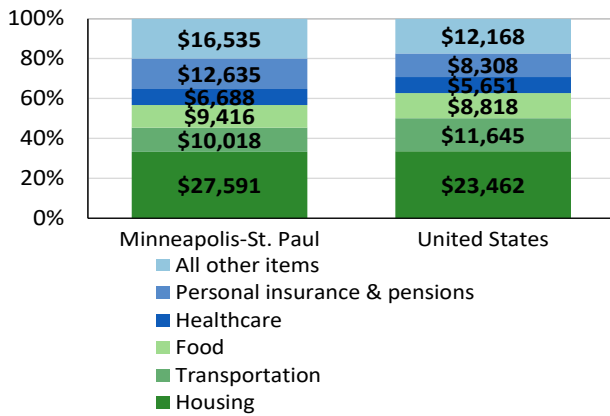 100%
80%
60%
40%
20%
0%
$16,535
$12,635
$6,688
$9,416
$10,018
$27,591
$12,168
$8,308
$5,651
$8,818
$11,645
$23,462
Minneapolis-St. Paul
United States
All other items
Personal insurance & pensions
Healthcare
Food
Transportation
Housing